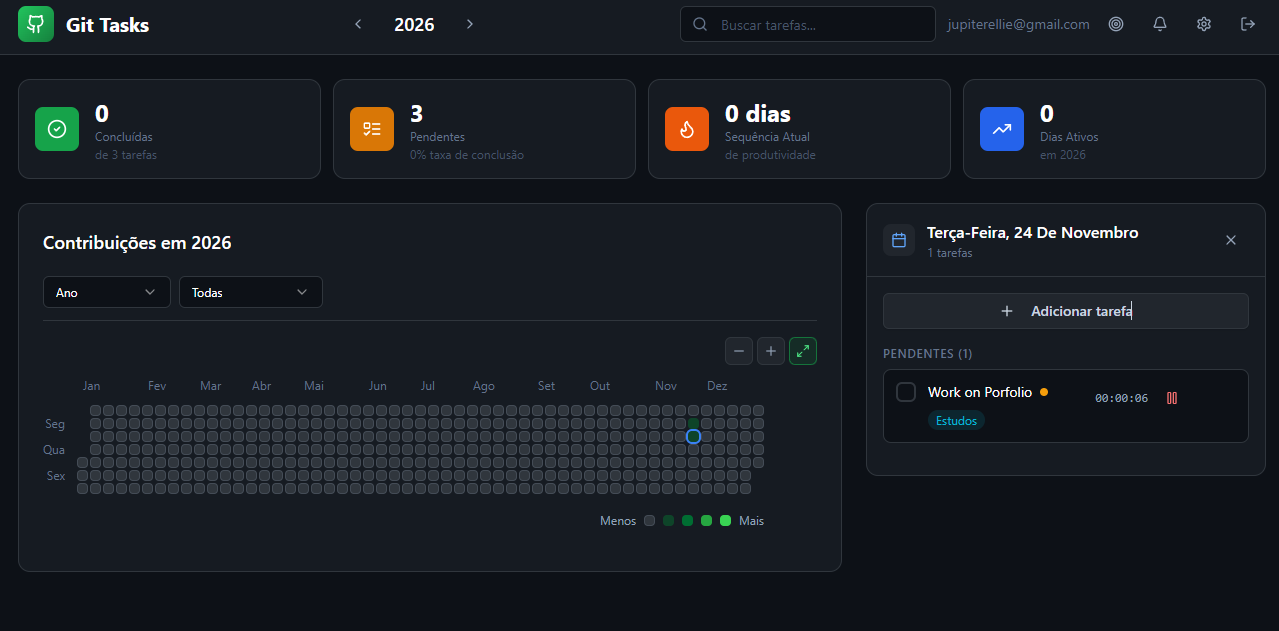 Git Tasks
2026
Buscar tarefas...
jupiterellie@gmail.com
0
Concluídas
de 3 tarefas
3
Pendentes
0% taxa de conclusão
0 dias
Sequência Atual
de produtividade
0
Dias Ativos
em 2026
Contribuições em 2026
Ano
Todas
Jan Fev Mar Abr Mai Jun Jul Ago Set Out Nov Dez
Seg
Qua
Sex
Menos
Mais
Terça-Feira, 24 De Novembro
1 tarefas
Adicionar tarefa
PENDENTES (1)
Work on Porfolio
00:00:06
Estudos